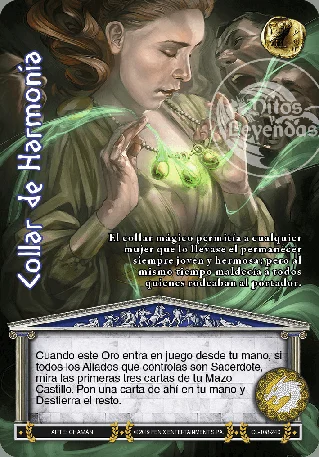 Collar de Harmonía
Mitos y
Leyendas
El collar mágico permitía a cualquier
mujer que lo llevase el permanecer
siempre joven y hermosa, pero al
mismo tiempo maldecía a todos
quienes rodeaban al portador.
Cuando este Oro entra en juego desde tu mano, si
todos los Aliados que controlas son Sacerdote,
mira las primeras tres cartas de tu Mazo
Castillo. Pon una carta de ahí en tu mano y
Destierra el resto.